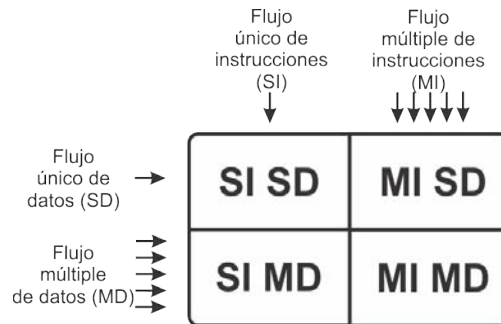 Flujo
único de
instrucciones
(SI)
Flujo
múltiple de
instrucciones
(MI)
Flujo
único de
datos (SD)
SI SD
MI SD
Flujo
múltiple
de datos (MD)
SI MD
MI MD